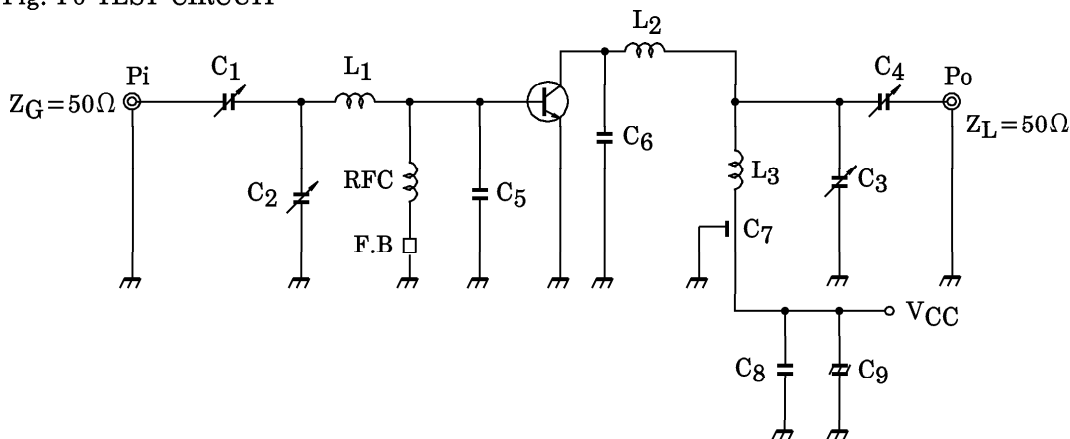 Fig. Po TEST CIRCUIT
Pi
ZG=50Ω
C1
L1
L2
C4
Po
ZL=50Ω
C2
RFC
F.B
C5
C6
L3
C3
C7
VCC
C8
C9